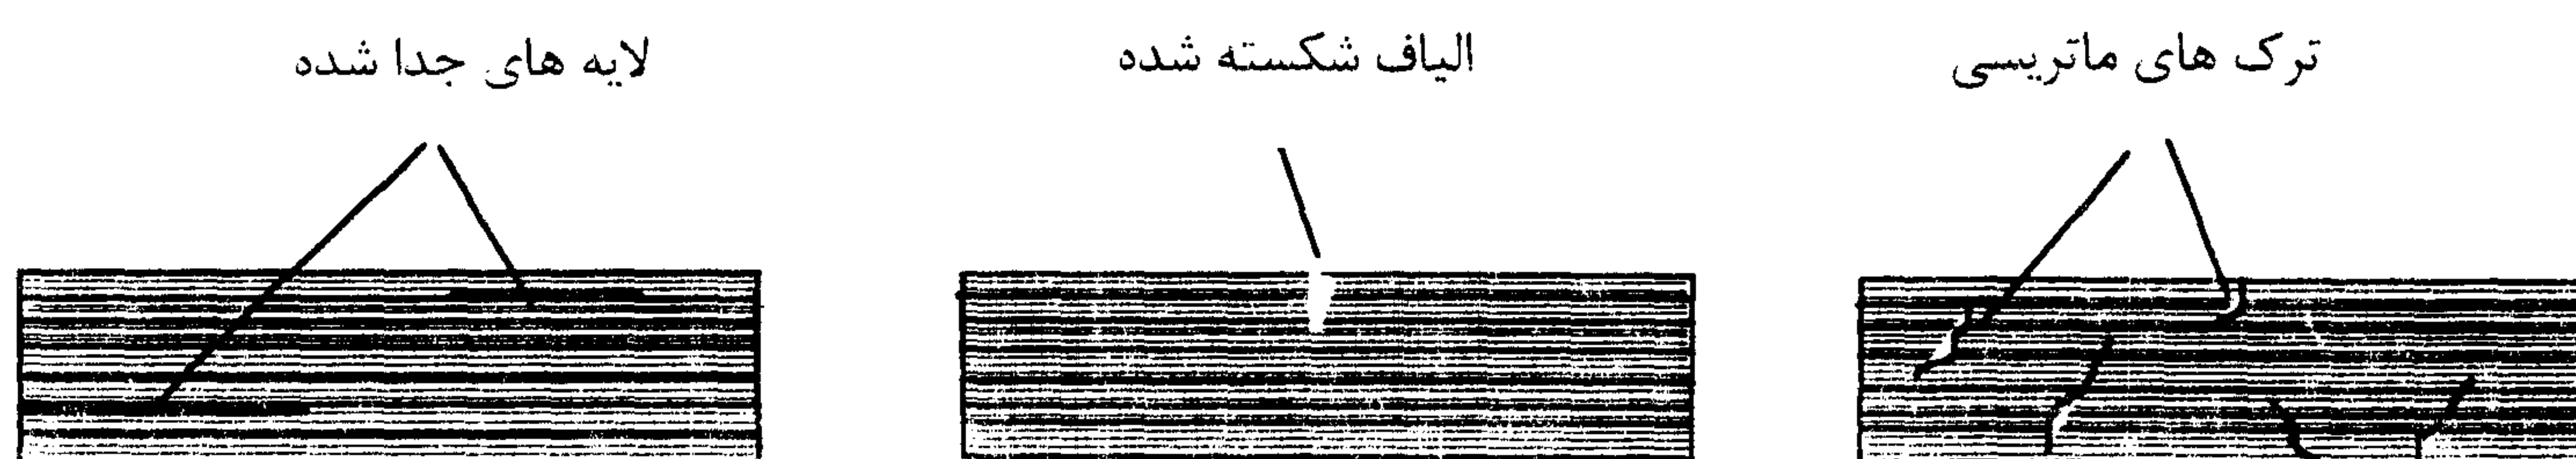 ترک های ماتریسی
الیاف شکسته شده
لایه های جدا شده